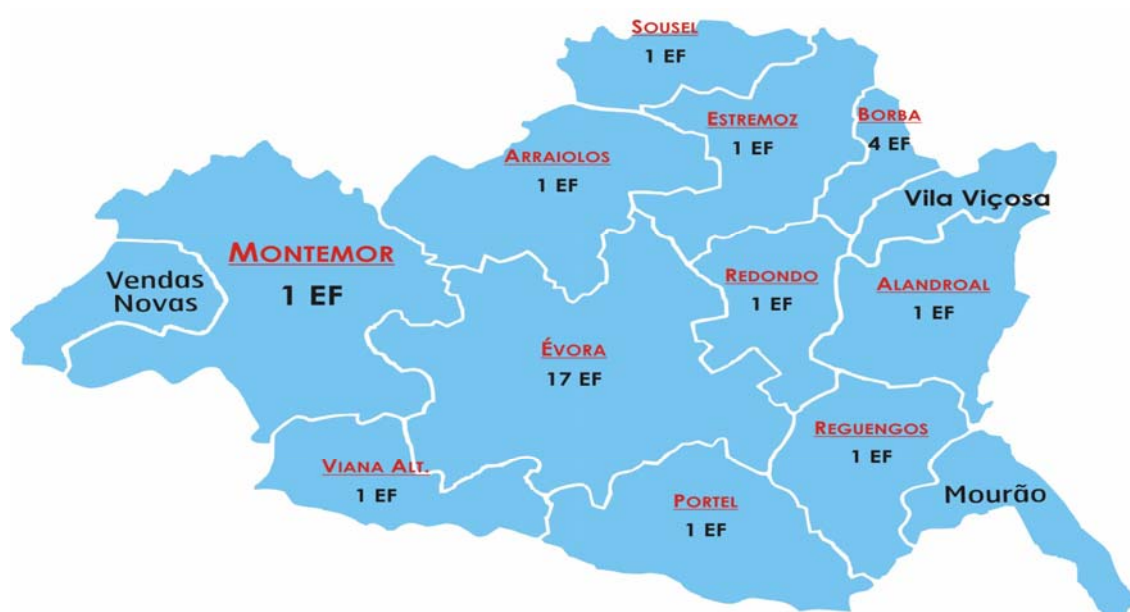 SOUSEL
1 EF
ESTREMOZ
1 EF
BORBA
4 EF
ARRAIOLOS
1 EF
Vila Viçosa
MONTEMOR
1 EF
Vendas
Novas
REDONDO
1 EF
ALANDROAL
1 EF
ÉVORA
17 EF
REGUENGOS
1 EF
VIANA ALT.
1 EF
PORTEL
1 EF
Mourão